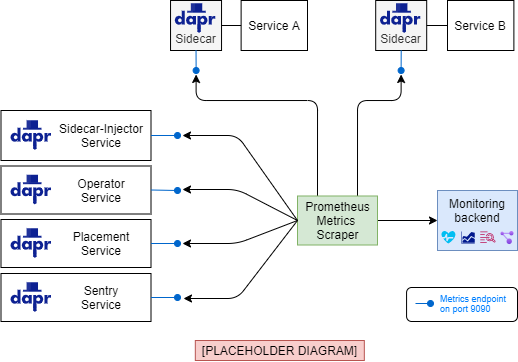 dapr
Sidecar
Service A
dapr
Sidecar
Service B
dapr
Sidecar-Injector
Service
dapr
Operator
Service
dapr
Placement
Service
dapr
Sentry
Service
Prometheus
Metrics
Scraper
Monitoring
backend
Metrics endpoint
on port 9090
[PLACEHOLDER DIAGRAM]